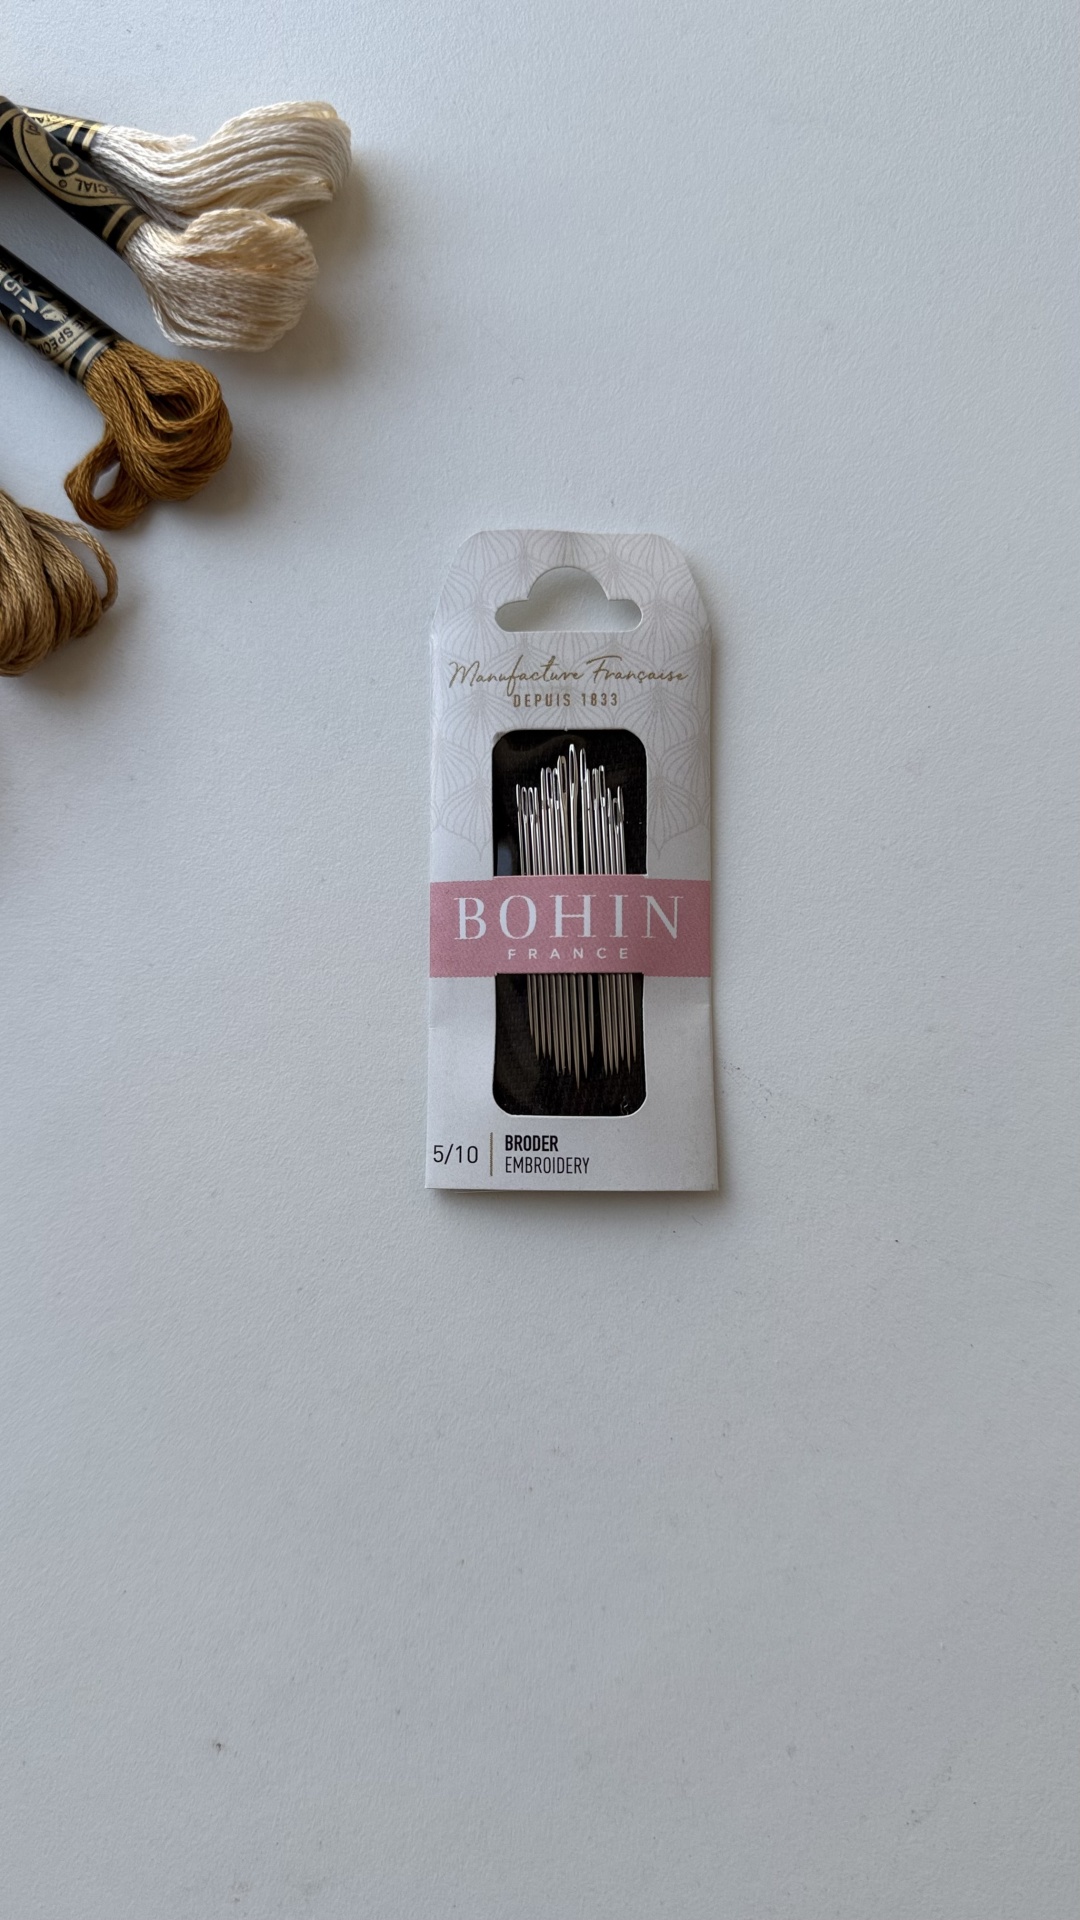 Manufacture Française
DEPUIS 1833
BOHIN
FRANCE
5/10
BRODER
EMBROIDERY